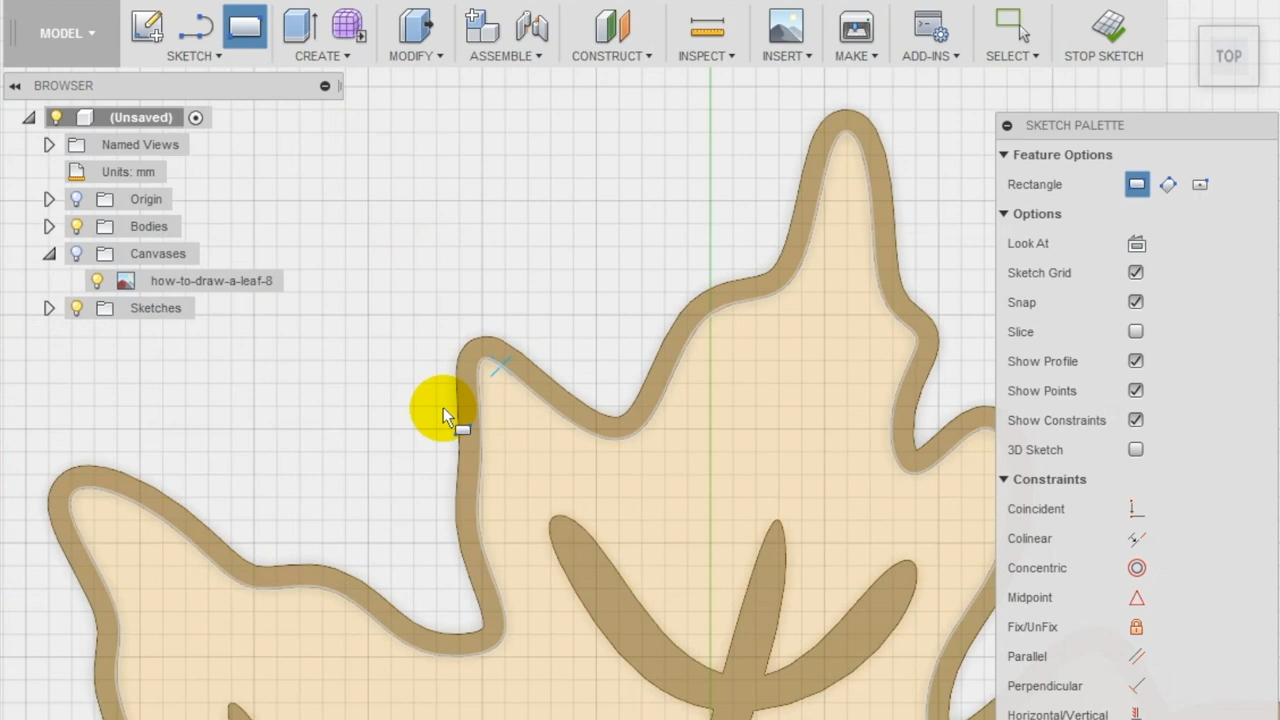 MODEL
SKETCH
CREATE
MODIFY
ASSEMBLE
CONSTRUCT
INSPECT
INSERT
MAKE
ADD-INS
SELECT
STOP SKETCH
TOP
BROWSER
(Unsaved)
Named Views
Units: mm
Origin
Bodies
Canvases
how-to-draw-a-leaf-8
Sketches
SKETCH PALETTE
Feature Options
Rectangle
Options
Look At
Sketch Grid
Snap
Slice
Show Profile
Show Points
Show Constraints
3D Sketch
Constraints
Coincident
Colinear
Concentric
Midpoint
Fix/UnFix
Parallel
Perpendicular
Horizontal/Vertical